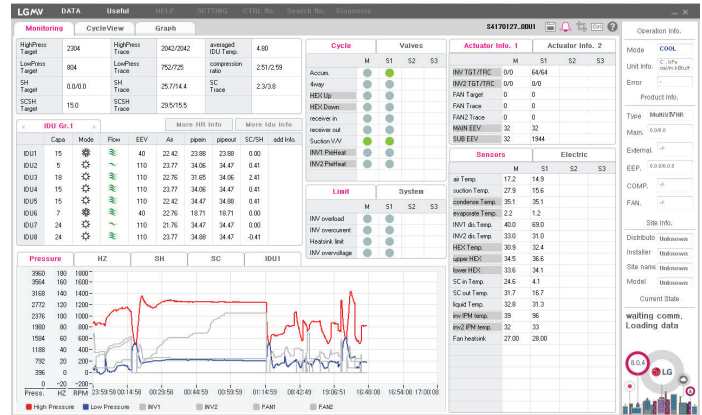 LGMV DATA Useful HELP SETTING CTRL Bn. Search Bn. Diagnosis
Monitoring CycleView Graph
S4170127_0DU1
HighPress Target 2304 HighPress Trace 2042/2042 averaged IDU Temp. 4.80
LowPress Target 804 LowPress Trace 752/725 compression ratio 2.51/2.59
SH Target 0.0/0.0 SH Trace 25.7/14.4 SC Trace 2.3/3.8
SCSH Target 15.0 SCSH Trace 29.5/15.5
< IDU Gr.1 > More HR Info More Idu Info
Capa Mode Flow EEV Air pipein pipeout SC/SH add Info.
IDU1 15 40 22.42 23.88 23.88 0.00
IDU2 5 110 23.77 34.06 34.47 0.41
IDU3 18 110 22.76 31.65 34.06 2.41
IDU4 15 110 23.77 34.06 34.47 0.41
IDU5 15 110 22.42 34.47 34.88 0.41
IDU6 7 40 22.76 18.71 18.71 0.00
IDU7 24 110 21.76 34.47 34.47 0.00
IDU8 24 110 23.77 34.88 34.47 -0.41
Cycle Valves
M S1 S2 S3
Accum.
4way
HEX Up
HEX Down
receiver in
receiver out
Suction V/V
INV1 PreHeat
INV2 PreHeat
Limit System
M S1 S2 S3
INV overload
INV overcurrent
Heatsink limit
INV overvoltage
Actuator Info. 1 Actuator Info. 2
M S1 S2 S3
INV TGT/TRC 0/0 64/64
INV2 TGT/TRC 0/0 0/0
FAN Target 0 0
FAN Trace 0 0
FAN2 Trace 0 0
MAIN EEV 32 32
SUB EEV 32 1944
Sensors Electric
M S1 S2 S3
air Temp. 17.2 14.9
suction Temp. 27.9 15.6
condense Temp. 35.1 35.1
evaporate Temp. 2.2 1.2
INV1 dis.Temp. 40.0 69.0
INV2 dis.Temp. 33.0 31.0
HEX Temp. 30.9 32.4
upper HEX 34.5 36.6
lower HEX 33.6 34.1
SC in Temp. 24.6 4.1
SC out Temp. 31.7 16.7
liquid Temp. 32.8 31.3
inv IPM temp. 39 96
inv2 IPM temp. 32 33
Fan heatsink 27.00 28.00
Operation Info.
Mode COOL
Unit Info.
Error -
Product Info.
Type MultiVIVHR
Main. 0.0/0.0
External. -/-
EEP. 0.0.0/0.0.0
COMP. -/-
FAN. -/-
Site Info.
Distributo Unknown
Installer Unknown
Site name Unknown
Model Unknown
Current State
waiting comm.
Loading data
8.0.4
LG
Pressure HZ SH SC IDU1
3960 180 1800
3564 160 1600
3168 140 1400
2772 120 1200
2376 100 1000
1980 80 800
1584 60 600
1188 40 400
792 20 200
396 0 0
0 -20 -200
Press. HZ RPM 23:59:58 00:14:50 00:28:58 00:44:59 00:59:50 01:14:59 08:42:49 19:06:51 16:48:08 16:54:08 17:00:08
High Pressure Low Pressure INV1 INV2 FAN1 FAN2